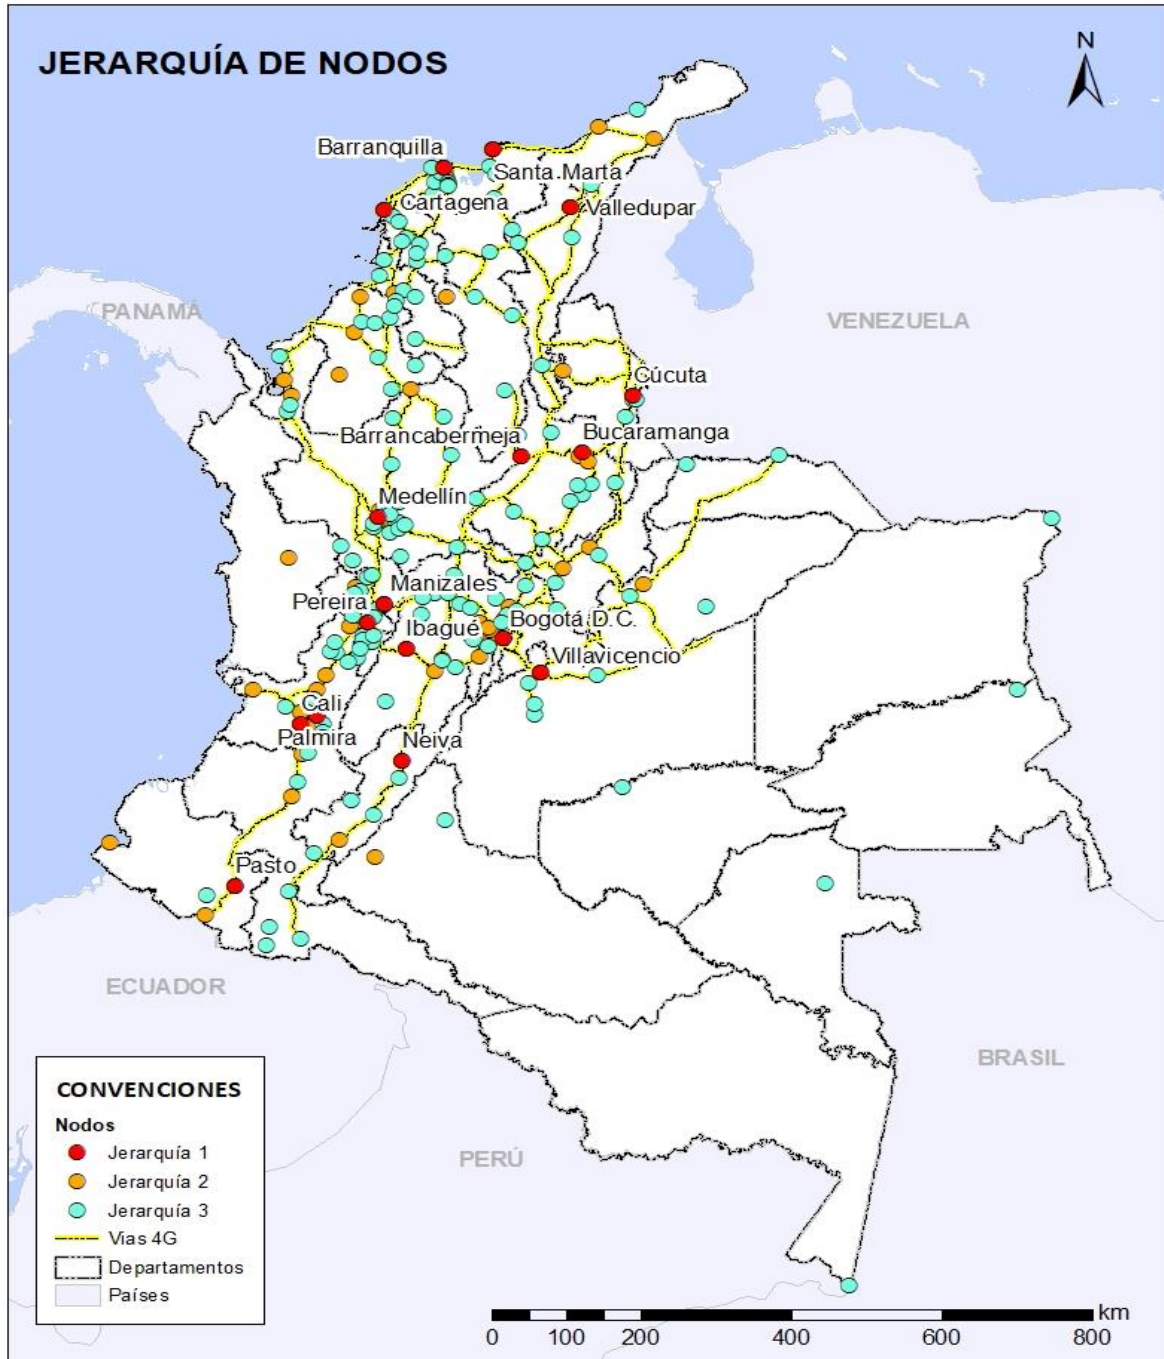 JERARQUÍA DE NODOS
N
Barranquilla
Santa Marta
Cartagena
Valledupar
PANAMÁ
VENEZUELA
Cúcuta
Barrancabermeja
Bucaramanga
Medellín
Manizales
Pereira
Ibagué
Bogotá D.C.
Villavicencio
Cali
Palmira
Neiva
Pasto
ECUADOR
BRASIL
PERÚ
CONVENCIONES
Nodos
Jerarquía 1
Jerarquía 2
Jerarquía 3
Vias 4G
Departamentos
Países
km
0 100 200 400 600 800